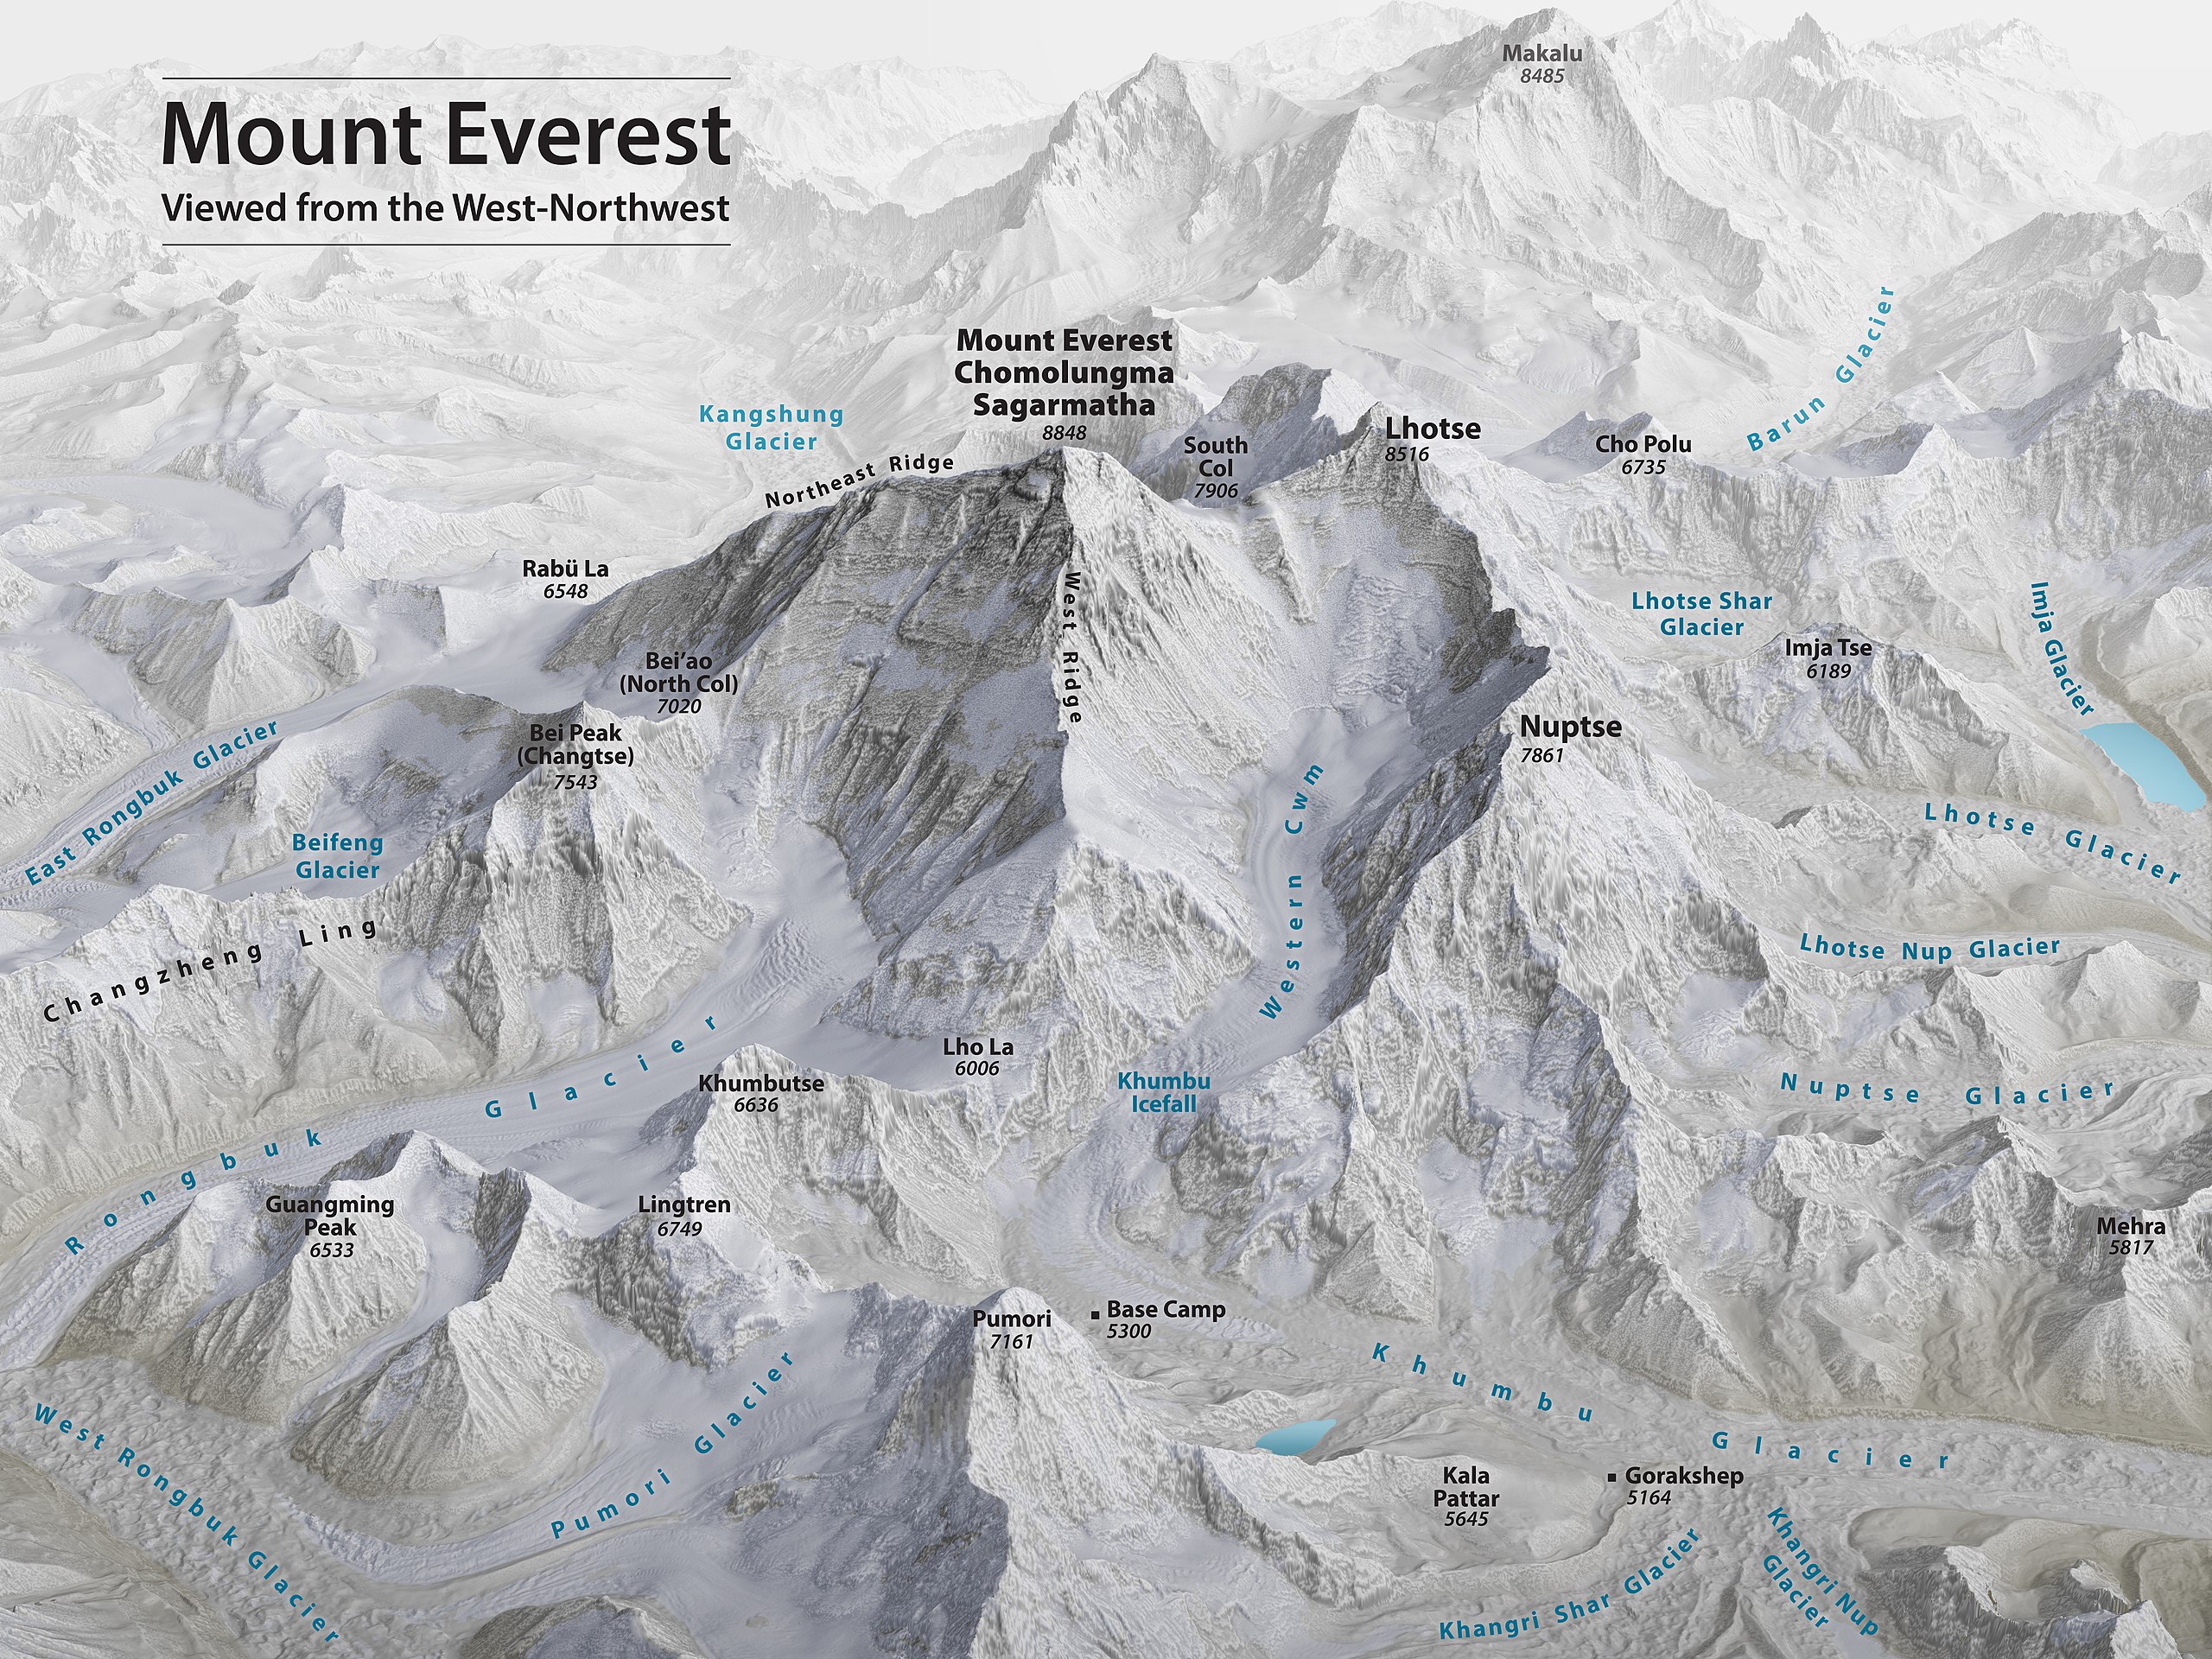 Mount Everest
Viewed from the West-Northwest
Makalu
8485
Barun Glacier
Mount Everest
Chomolungma
Sagarmatha
8848
Kangshung
Glacier
Northeast Ridge
South
Col
7906
Lhotse
8516
Cho Polu
6735
Rabü La
6548
West Ridge
Lhotse Shar
Glacier
Imja Tse
6189
Imja Glacier
Bei’ao
(North Col)
7020
Bei Peak
(Changtse)
7543
Nuptse
7861
East Rongbuk Glacier
Beifeng
Glacier
Western Cwm
Lhotse Glacier
Changzheng Ling
Lhotse Nup Glacier
Rongbuk Glacier
Khumbutse
6636
Lho La
6006
Khumbu
Icefall
Nuptse Glacier
Guangming
Peak
6533
Lingtren
6749
Mehra
5817
Pumori
7161
Base Camp
5300
Khumbu Glacier
West Rongbuk Glacier
Pumori Glacier
Kala
Pattar
5645
Gorakshep
5164
Khangri Shar Glacier
Khangri Nup
Glacier